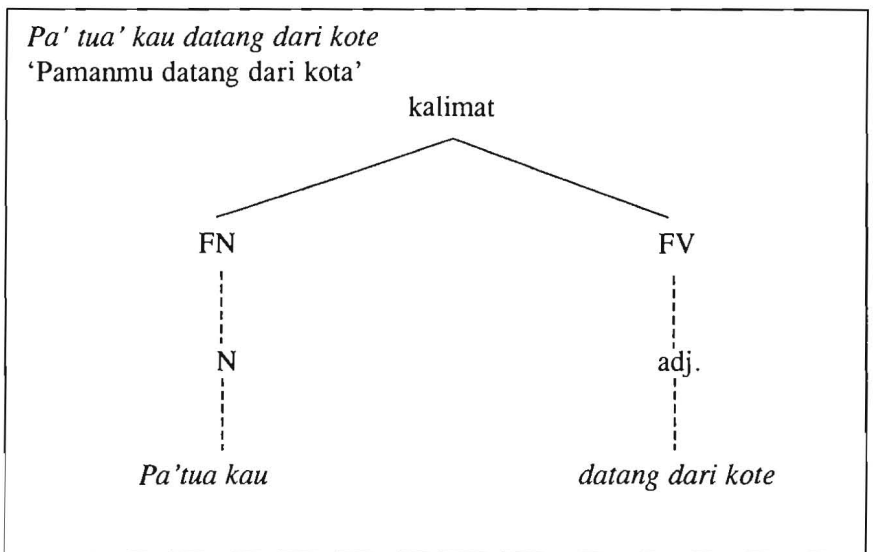 Pa' tua' kau datang dari kote
‘Pamanmu datang dari kota’
kalimat
FN FV
N adj.
Pa'tua kau datang dari kote